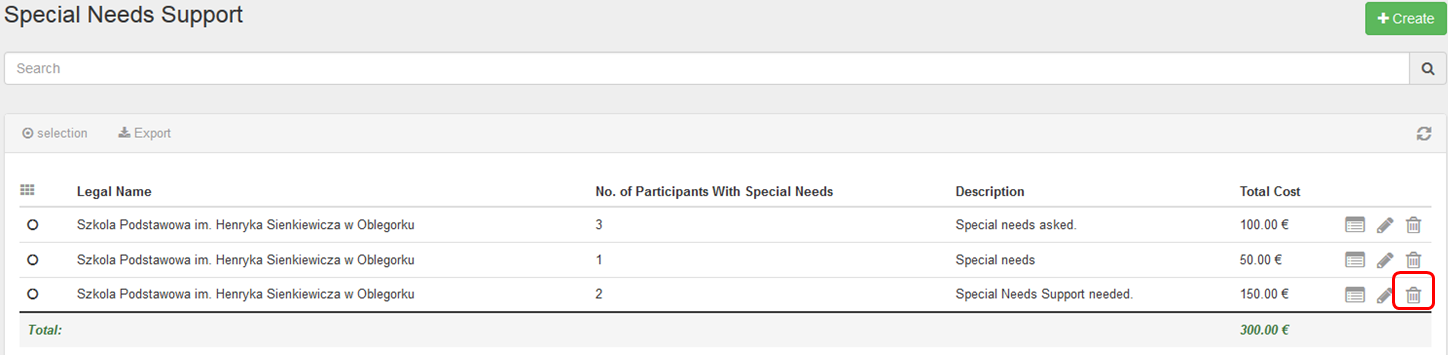 Special Needs Support
Create
Search
selection Export
Legal Name No. of Participants With Special Needs Description Total Cost
Szkola Podstawowa im. Henryka Sienkiewicza w Oblegorku 3 Special needs asked. 100.00 €
Szkola Podstawowa im. Henryka Sienkiewicza w Oblegorku 1 Special needs 50.00 €
Szkola Podstawowa im. Henryka Sienkiewicza w Oblegorku 2 Special Needs Support needed. 150.00 €
Total: 300.00 €